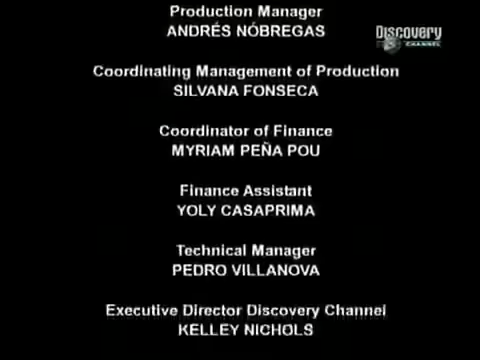 Production Manager
ANDRÉS NÓBREGAS
Discovery
CHANNEL
Coordinating Management of Production
SILVANA FONSECA
Coordinator of Finance
MYRIAM PEÑA POU
Finance Assistant
YOLY CASAPRIMA
Technical Manager
PEDRO VILLANOVA
Executive Director Discovery Channel
KELLEY NICHOLS